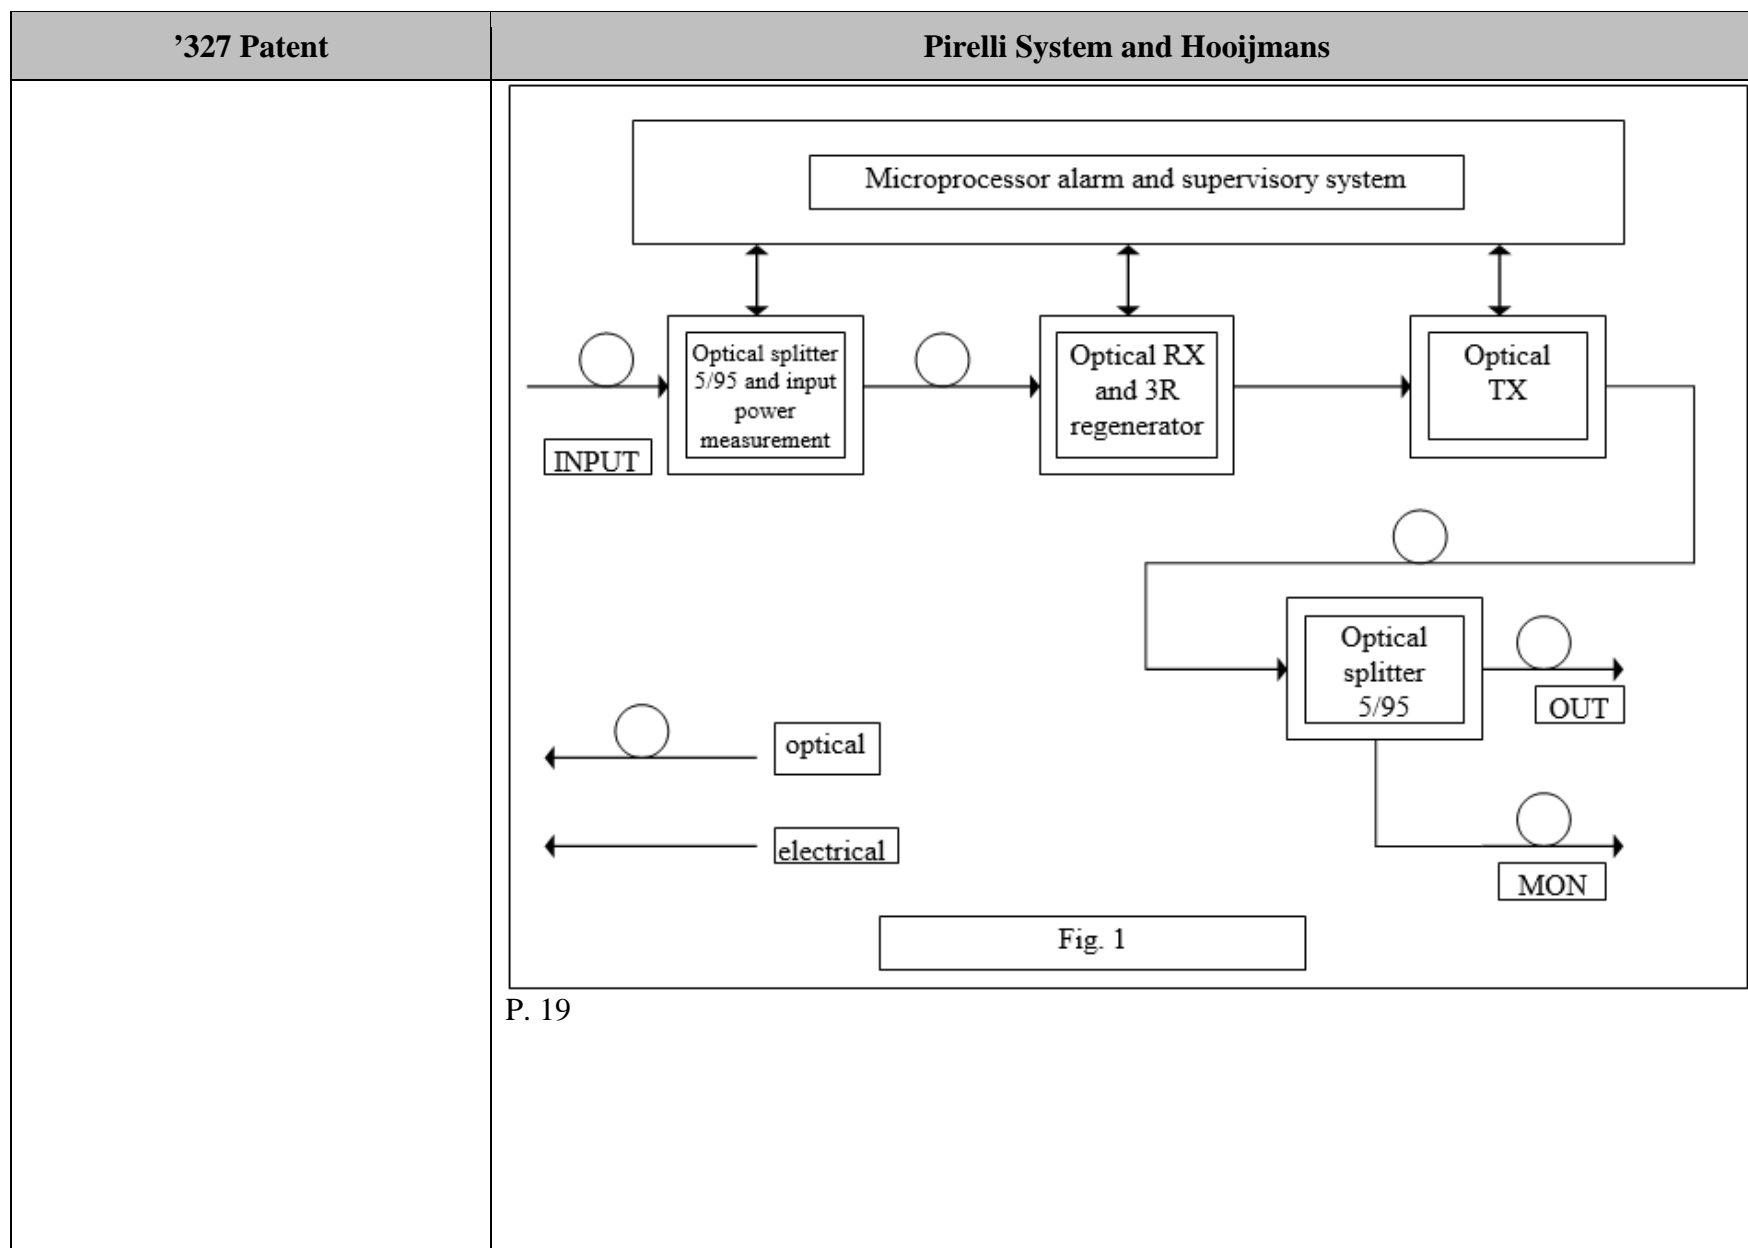 ’327 Patent
Pirelli System and Hooijmans
Microprocessor alarm and supervisory system
Optical splitter
5/95 and input
power
measurement
Optical RX
and 3R
regenerator
Optical
TX
INPUT
Optical
splitter
5/95
OUT
optical
electrical
MON
Fig. 1
P. 19